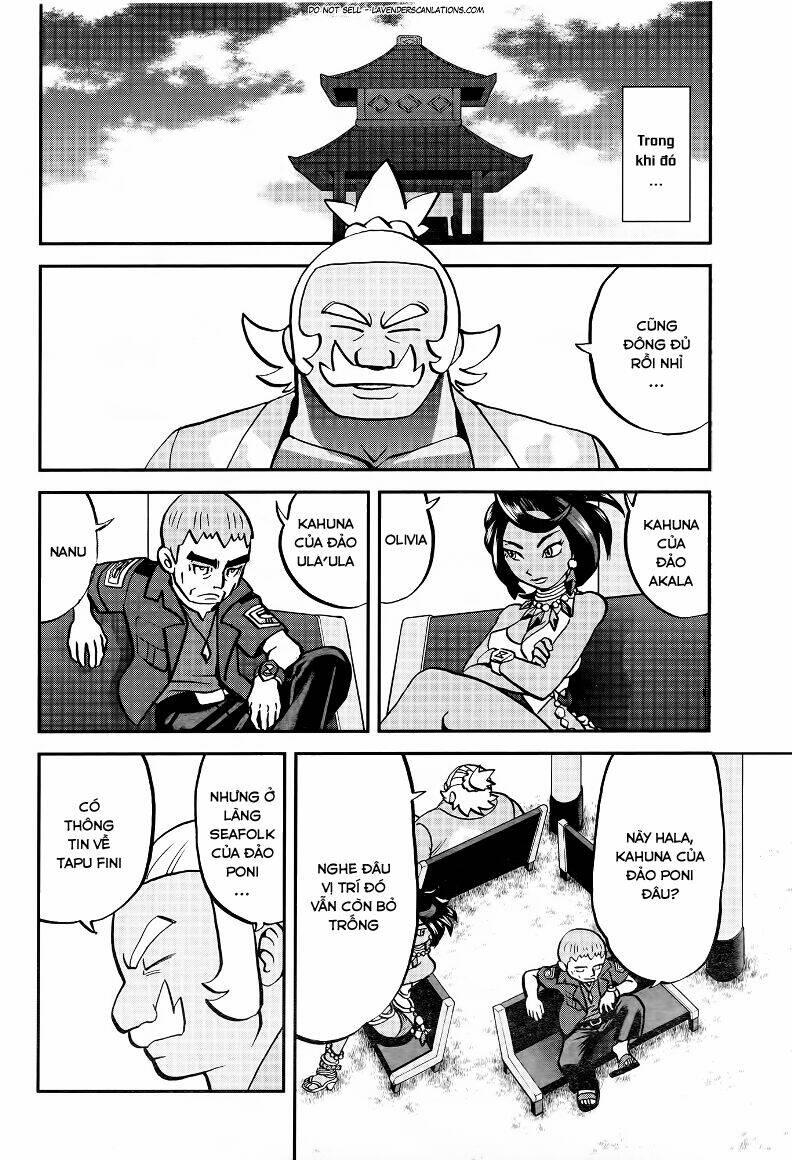 DO NOT SELL - LAVENDERSCANLATIONS.COM
Trong
khi đó
...
CŨNG
ĐÔNG ĐỦ
RỒI NHỈ
...
KAHUNA
CỦA
ĐẢO
AKALA
OLIVIA
KAHUNA
CỦA ĐẢO
ULA'ULA
NANU
NÀY HALA,
KAHUNA CỦA
ĐẢO PONI
ĐÂU?
NGHE ĐÂU
VỊ TRÍ ĐÓ
VẪN CÒN BỎ
TRỐNG
NHƯNG Ở
LÀNG
SEAFOLK
CỦA ĐẢO
PONI
...
CÓ
THÔNG
TIN VỀ
TAPU FINI